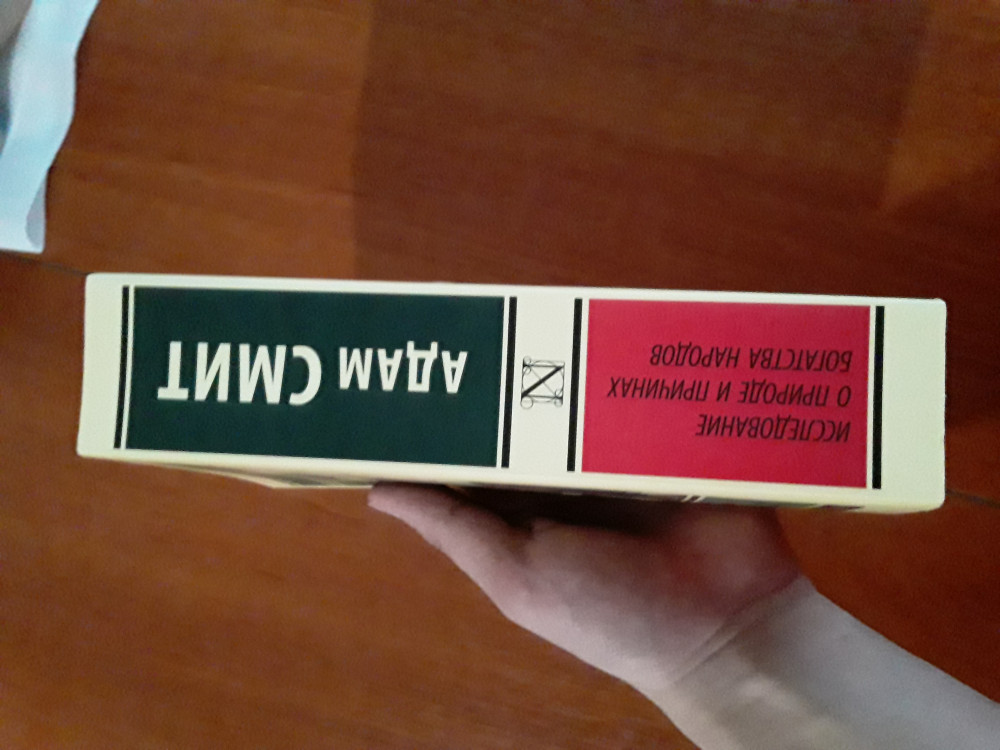 АДАМ СМИТ
ИССЛЕДОВАНИЕ
О ПРИРОДЕ И ПРИЧИНАХ
БОГАТСТВА НАРОДОВ